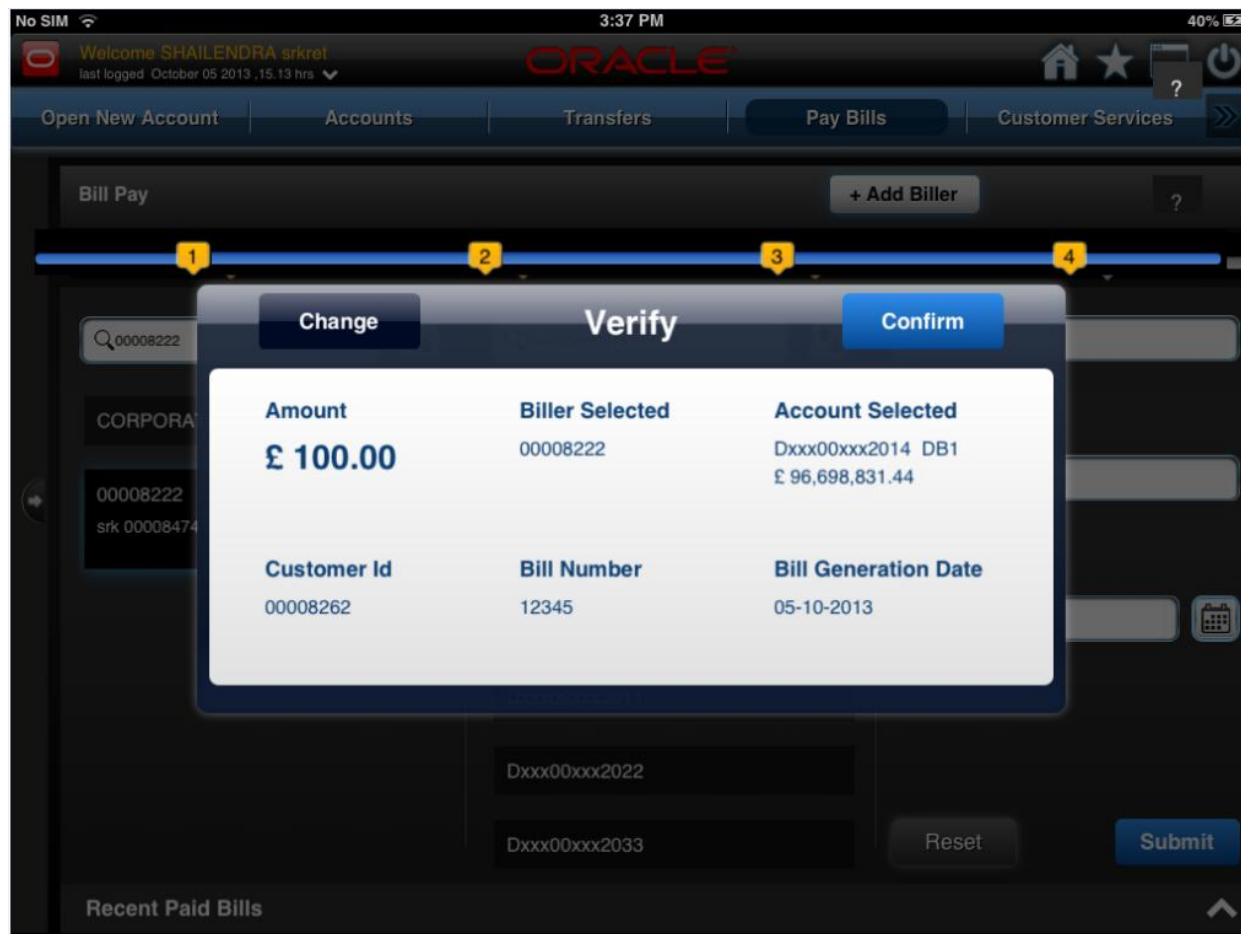 No SIM 3:37 PM 40%
Welcome SHAILENDRA srkret
last logged October 05 2013 ,15.13 hrs
ORACLE
?
Open New Account Accounts Transfers Pay Bills Customer Services
Bill Pay + Add Biller ?
1 2 3 4
Change Verify Confirm
00008222
CORPORA
00008222
srk 00008474
Amount Biller Selected Account Selected
£ 100.00 00008222 Dxxx00xxx2014 DB1
£ 96,698,831.44
Customer Id Bill Number Bill Generation Date
00008262 12345 05-10-2013
Dxxx00xxx2022
Dxxx00xxx2033
Reset Submit
Recent Paid Bills